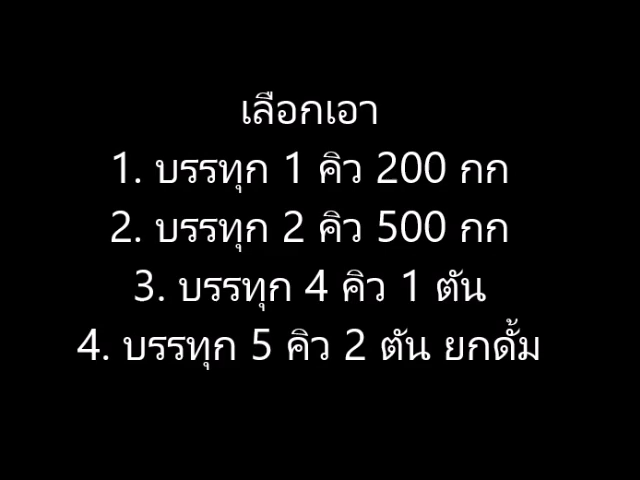 เลือกเอา
1. บรรทุก 1 คิว 200 กก
2. บรรทุก 2 คิว 500 กก
3. บรรทุก 4 คิว 1 ตัน
4. บรรทุก 5 คิว 2 ตัน ยกดั้ม